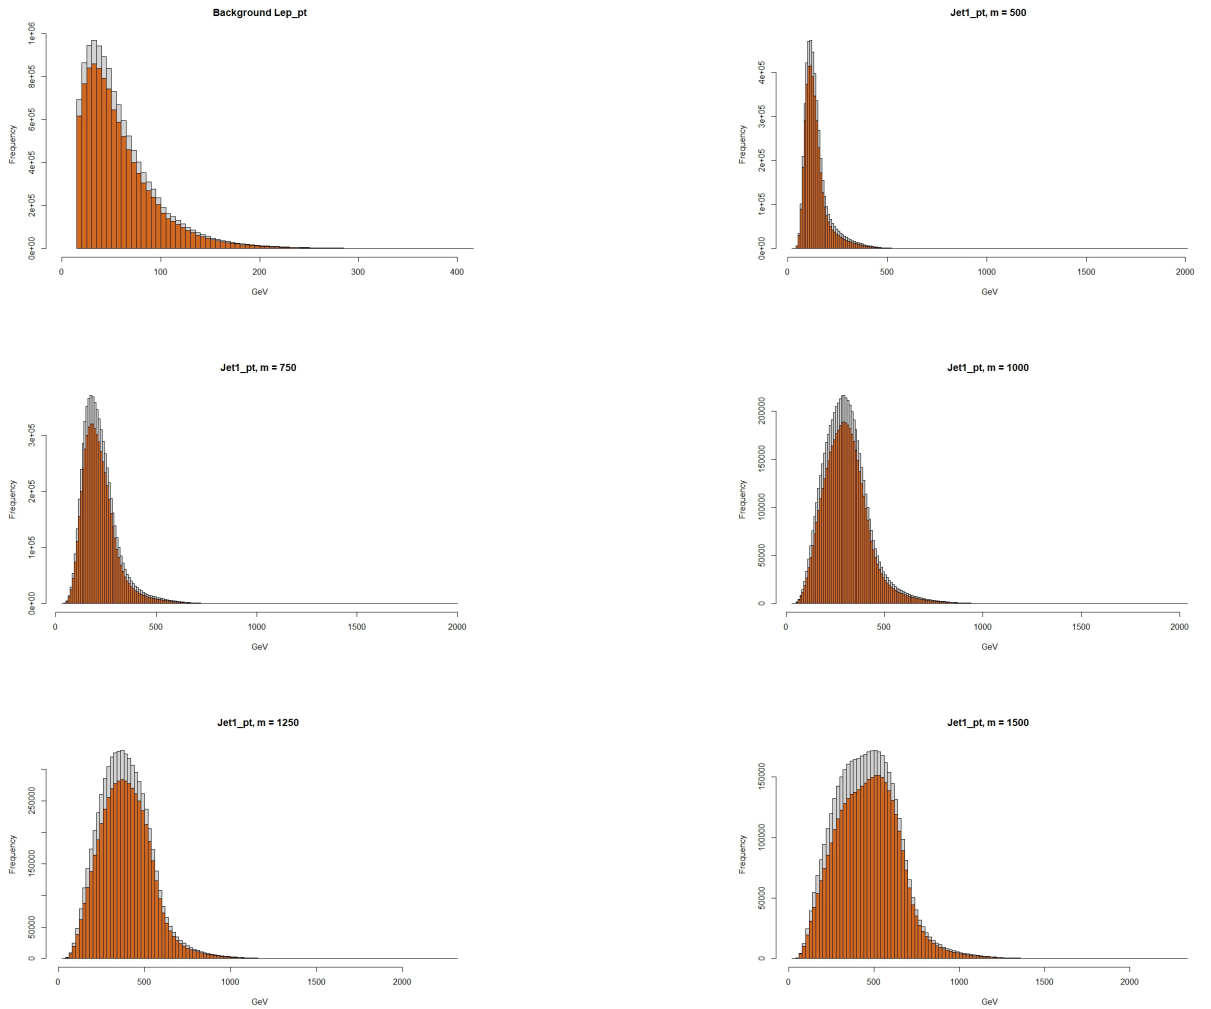 Background Lep_pt
Frequency
0e+00 2e+05 4e+05 6e+05 8e+05 1e+06
0 100 200 300 400
GeV
Jet1_pt, m = 500
Frequency
0e+00 1e+05 2e+05 3e+05 4e+05
0 500 1000 1500 2000
GeV
Jet1_pt, m = 750
Frequency
0e+00 1e+05 2e+05 3e+05
0 500 1000 1500 2000
GeV
Jet1_pt, m = 1000
Frequency
0 50000 100000 150000 200000
0 500 1000 1500 2000
GeV
Jet1_pt, m = 1250
Frequency
0 50000 150000 250000
0 500 1000 1500 2000
GeV
Jet1_pt, m = 1500
Frequency
0 50000 100000 150000
0 500 1000 1500 2000
GeV